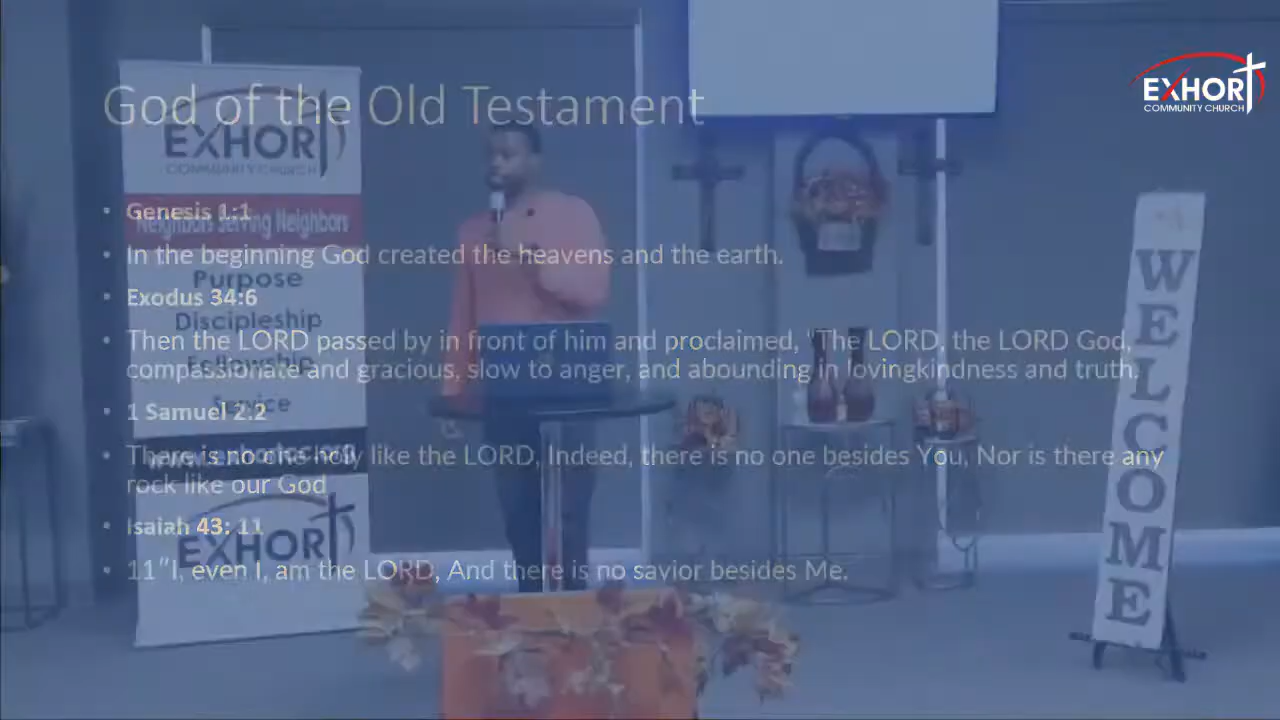 God of the Old Testament
EXHORT
COMMUNITY CHURCH
EXHORT
COMMUNITY CHURCH
• Genesis 1:1
Neighbors Serving Neighbors
• In the beginning God created the heavens and the earth.
Purpose
• Exodus 34:6
Discipleship
• Then the LORD passed by in front of him and proclaimed, "The LORD, the LORD God,
compassionate and gracious, slow to anger, and abounding in lovingkindness and truth.
Fellowship
Service
• 1 Samuel 2:2
• There is no one holy like the LORD, Indeed, there is no one besides You, Nor is there any
rock like our God
• Isaiah 43: 11
EXHORT
• 11"I, even I, am the LORD, And there is no savior besides Me.
WELCOME